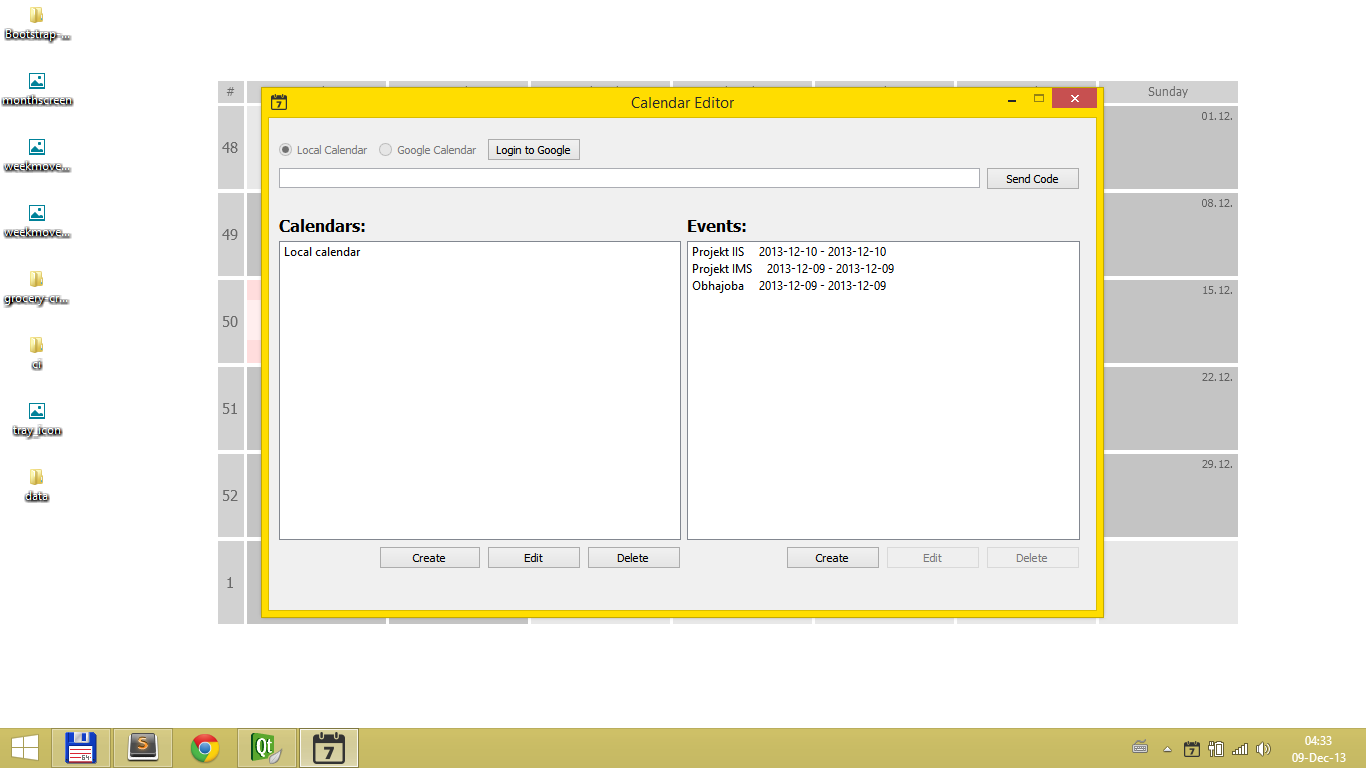 Bootstrap-...
monthscreen
weekmove...
weekmove...
grocery-cr...
ci
tray_icon
data
#
Sunday
48
01.12.
49
08.12.
50
15.12.
51
22.12.
52
29.12.
1
7
Calendar Editor
Local Calendar
Google Calendar
Login to Google
Send Code
Calendars:
Events:
Local calendar
Projekt IIS 2013-12-10 - 2013-12-10
Projekt IMS 2013-12-09 - 2013-12-09
Obhajoba 2013-12-09 - 2013-12-09
Create
Edit
Delete
Create
Edit
Delete
64
S
Qt
7
7
04:33
09-Dec-13